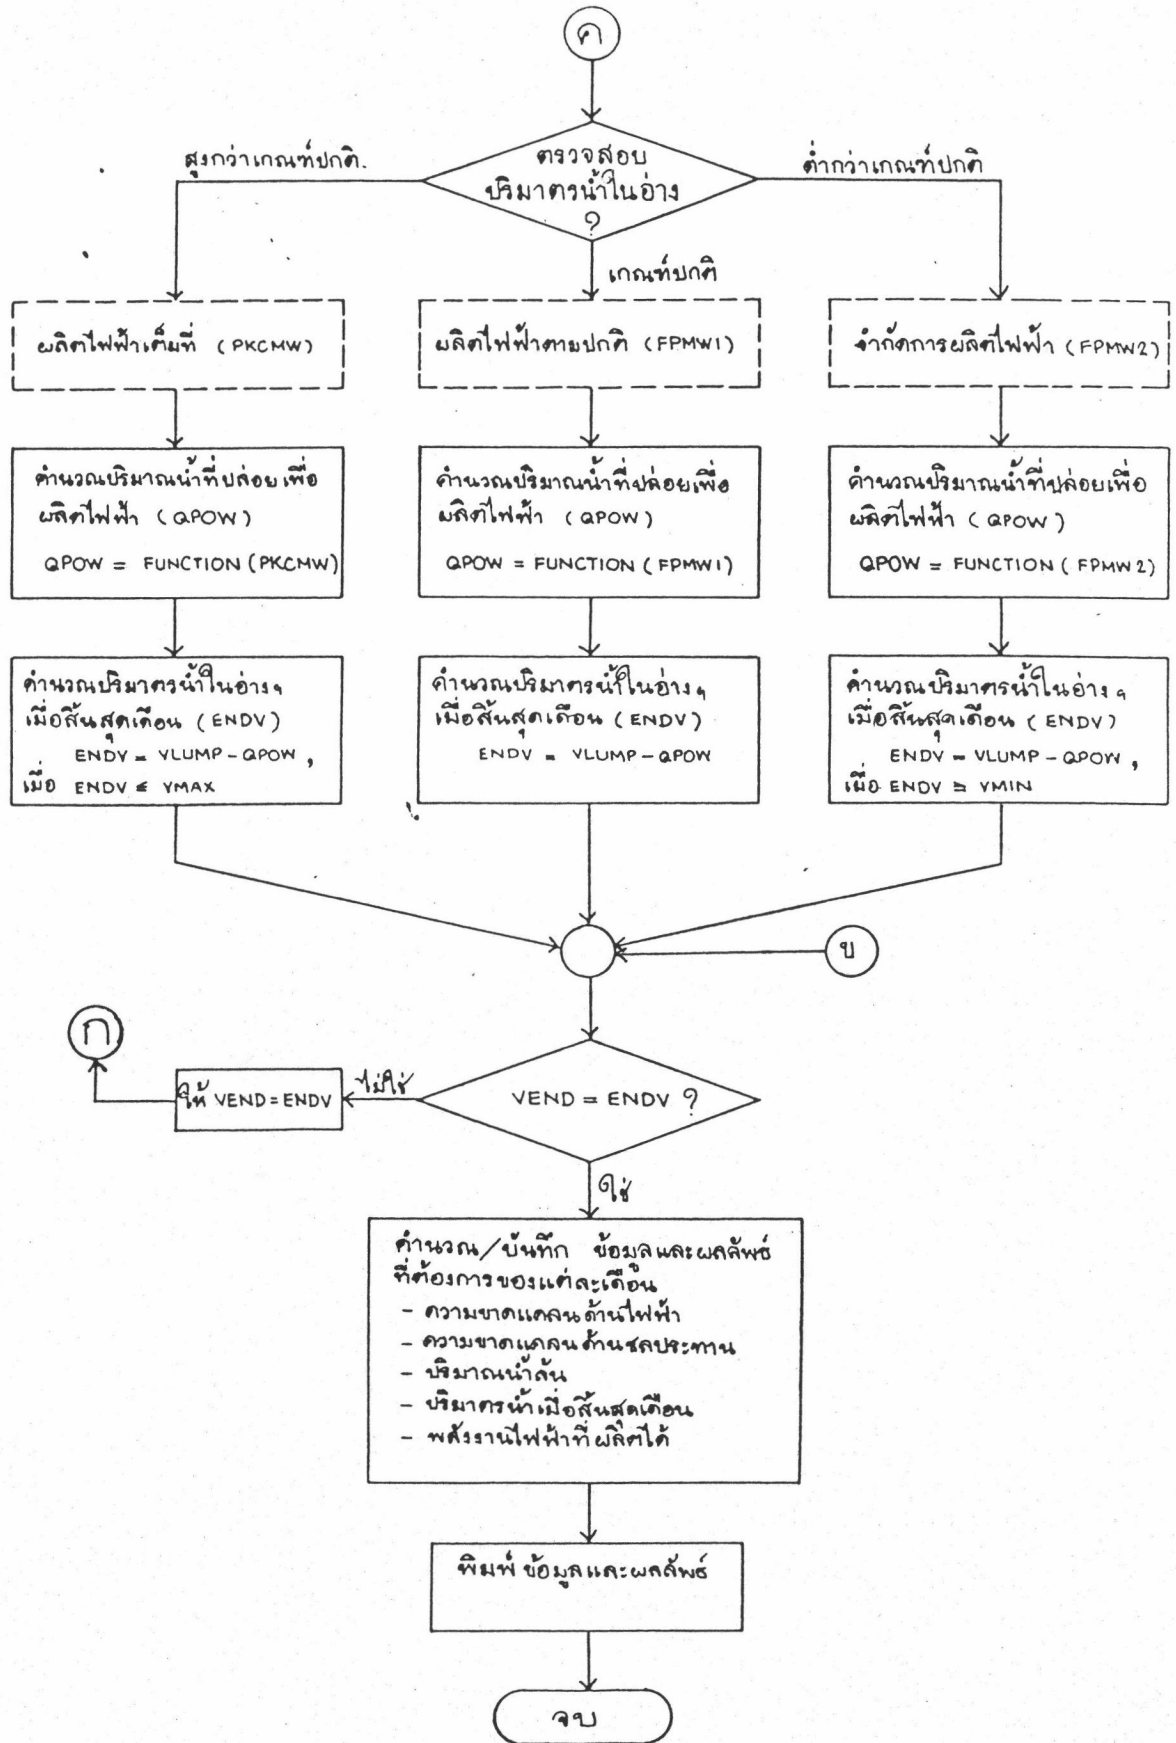 ค
ตรวจสอบ
ปริมาตรน้ำในอ่าง
?
สูงกว่าเกณฑ์ปกติ.
ต่ำกว่าเกณฑ์ปกติ
เกณฑ์ปกติ
ผลิตไฟฟ้าเต็มที่ (PKCMW)
ผลิตไฟฟ้าตามปกติ (FPMW1)
จำกัดการผลิตไฟฟ้า (FPMW2)
คำนวณปริมาณน้ำที่ปล่อยเพื่อ
ผลิตไฟฟ้า (QPOW)
QPOW = FUNCTION (PKCMW)
คำนวณปริมาณน้ำที่ปล่อยเพื่อ
ผลิตไฟฟ้า (QPOW)
QPOW = FUNCTION (FPMW1)
คำนวณปริมาณน้ำที่ปล่อยเพื่อ
ผลิตไฟฟ้า (QPOW)
QPOW = FUNCTION (FPMW2)
คำนวณปริมาตรน้ำในอ่างฯ
เมื่อสิ้นสุดเดือน (ENDV)
ENDV = VLUMP - QPOW ,
เมื่อ ENDV ≤ VMAX
คำนวณปริมาตรน้ำในอ่างฯ
เมื่อสิ้นสุดเดือน (ENDV)
ENDV = VLUMP - QPOW
คำนวณปริมาตรน้ำในอ่างฯ
เมื่อสิ้นสุดเดือน (ENDV)
ENDV = VLUMP - QPOW ,
เมื่อ ENDV ≥ VMIN
ข
ก
ให้ VEND = ENDV
ไม่ใช่
VEND = ENDV ?
ใช่
คำนวณ/บันทึก ข้อมูลและผลลัพธ์
ที่ต้องการของแต่ละเดือน
- ความขาดแคลนด้านไฟฟ้า
- ความขาดแคลนด้านชลประทาน
- ปริมาณน้ำล้น
- ปริมาตรน้ำเมื่อสิ้นสุดเดือน
- พลังงานไฟฟ้าที่ผลิตได้
พิมพ์ ข้อมูลและผลลัพธ์
จบ